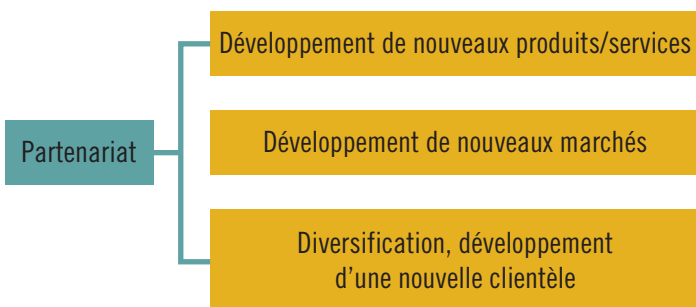 Développement de nouveaux produits/services
Partenariat
Développement de nouveaux marchés
Diversification, développement
d'une nouvelle clientèle